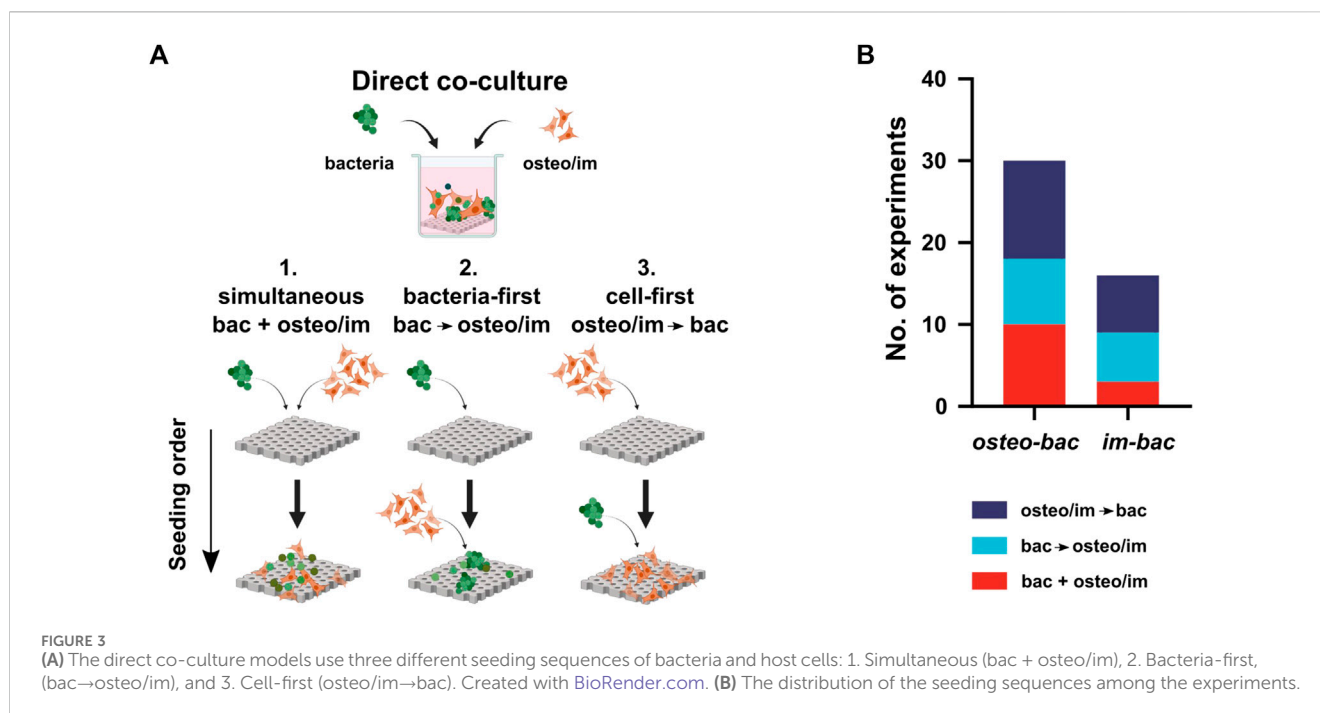 A
Direct co-culture
bacteria
osteo/im
1.
simultaneous
bac + osteo/im
2.
bacteria-first
bac → osteo/im
3.
cell-first
osteo/im → bac
Seeding order
B
No. of experiments
40
30
20
10
0
osteo-bac
im-bac
osteo/im → bac
bac → osteo/im
bac + osteo/im
FIGURE 3
(A) The direct co-culture models use three different seeding sequences of bacteria and host cells: 1. Simultaneous (bac + osteo/im), 2. Bacteria-first,
(bac→osteo/im), and 3. Cell-first (osteo/im→bac). Created with BioRender.com. (B) The distribution of the seeding sequences among the experiments.